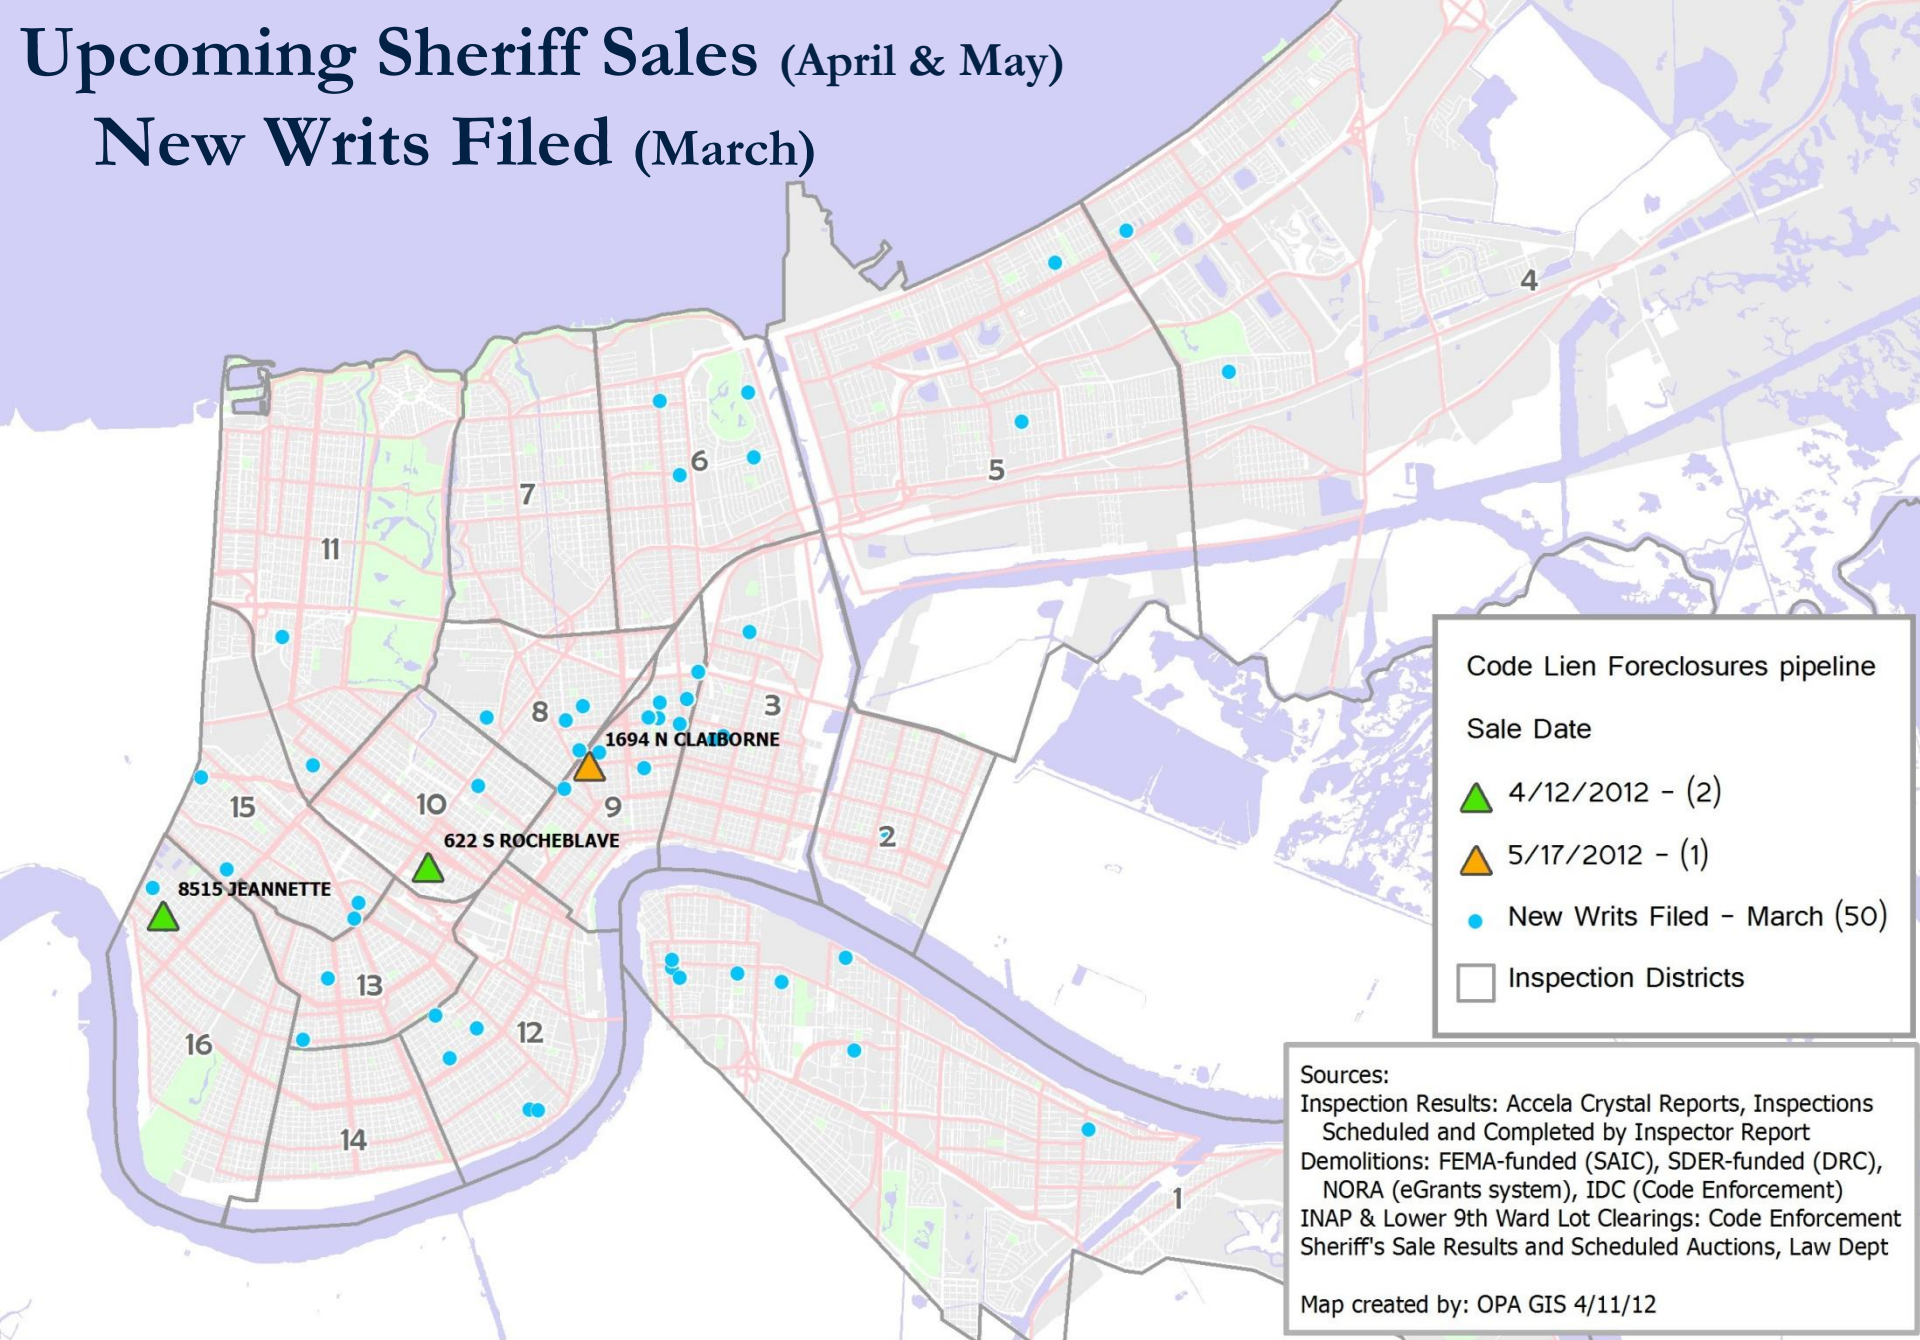 Upcoming Sheriff Sales (April & May)
New Writs Filed (March)
4
6
5
7
11
8
3
1694 N CLAIBORNE
15
10
9
622 S ROCHEBLAVE
2
8515 JEANNETTE
13
12
16
14
1
Code Lien Foreclosures pipeline
Sale Date
4/12/2012 - (2)
5/17/2012 - (1)
New Writs Filed - March (50)
Inspection Districts
Sources:
Inspection Results: Accela Crystal Reports, Inspections
Scheduled and Completed by Inspector Report
Demolitions: FEMA-funded (SAIC), SDER-funded (DRC),
NORA (eGrants system), IDC (Code Enforcement)
INAP & Lower 9th Ward Lot Clearings: Code Enforcement
Sheriff's Sale Results and Scheduled Auctions, Law Dept
Map created by: OPA GIS 4/11/12